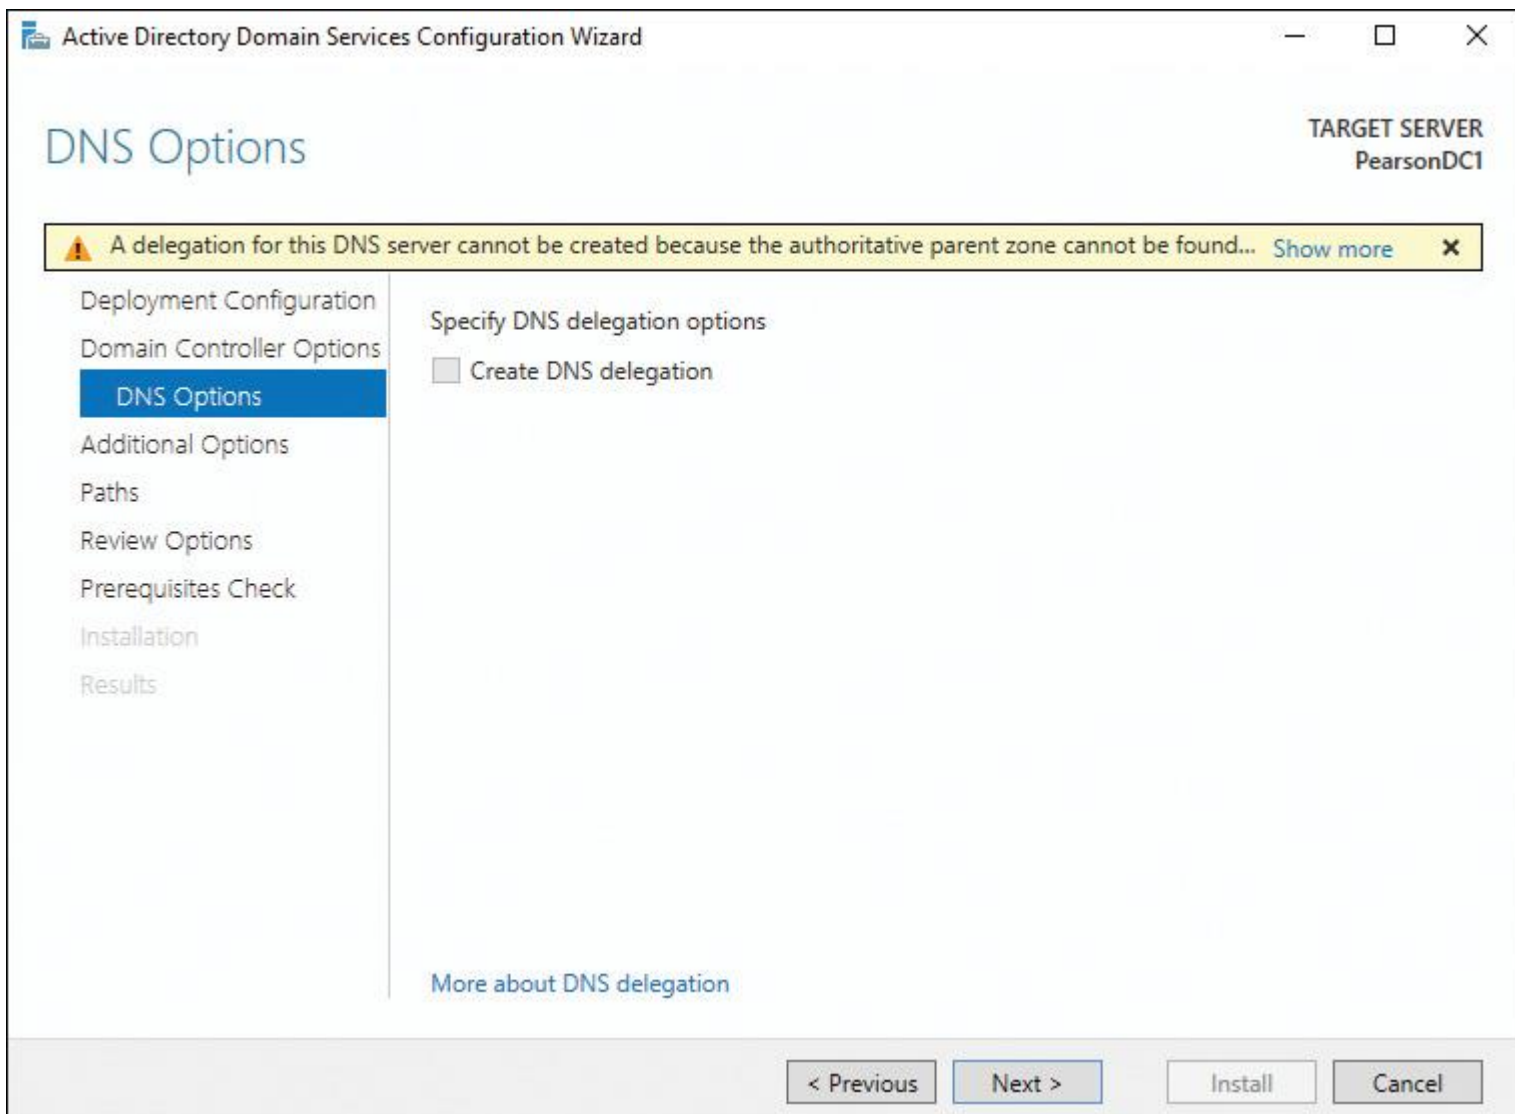 Active Directory Domain Services Configuration Wizard
DNS Options
TARGET SERVER
PearsonDC1
A delegation for this DNS server cannot be created because the authoritative parent zone cannot be found... Show more
Deployment Configuration
Domain Controller Options
DNS Options
Additional Options
Paths
Review Options
Prerequisites Check
Installation
Results
Specify DNS delegation options
Create DNS delegation
More about DNS delegation
< Previous
Next >
Install
Cancel